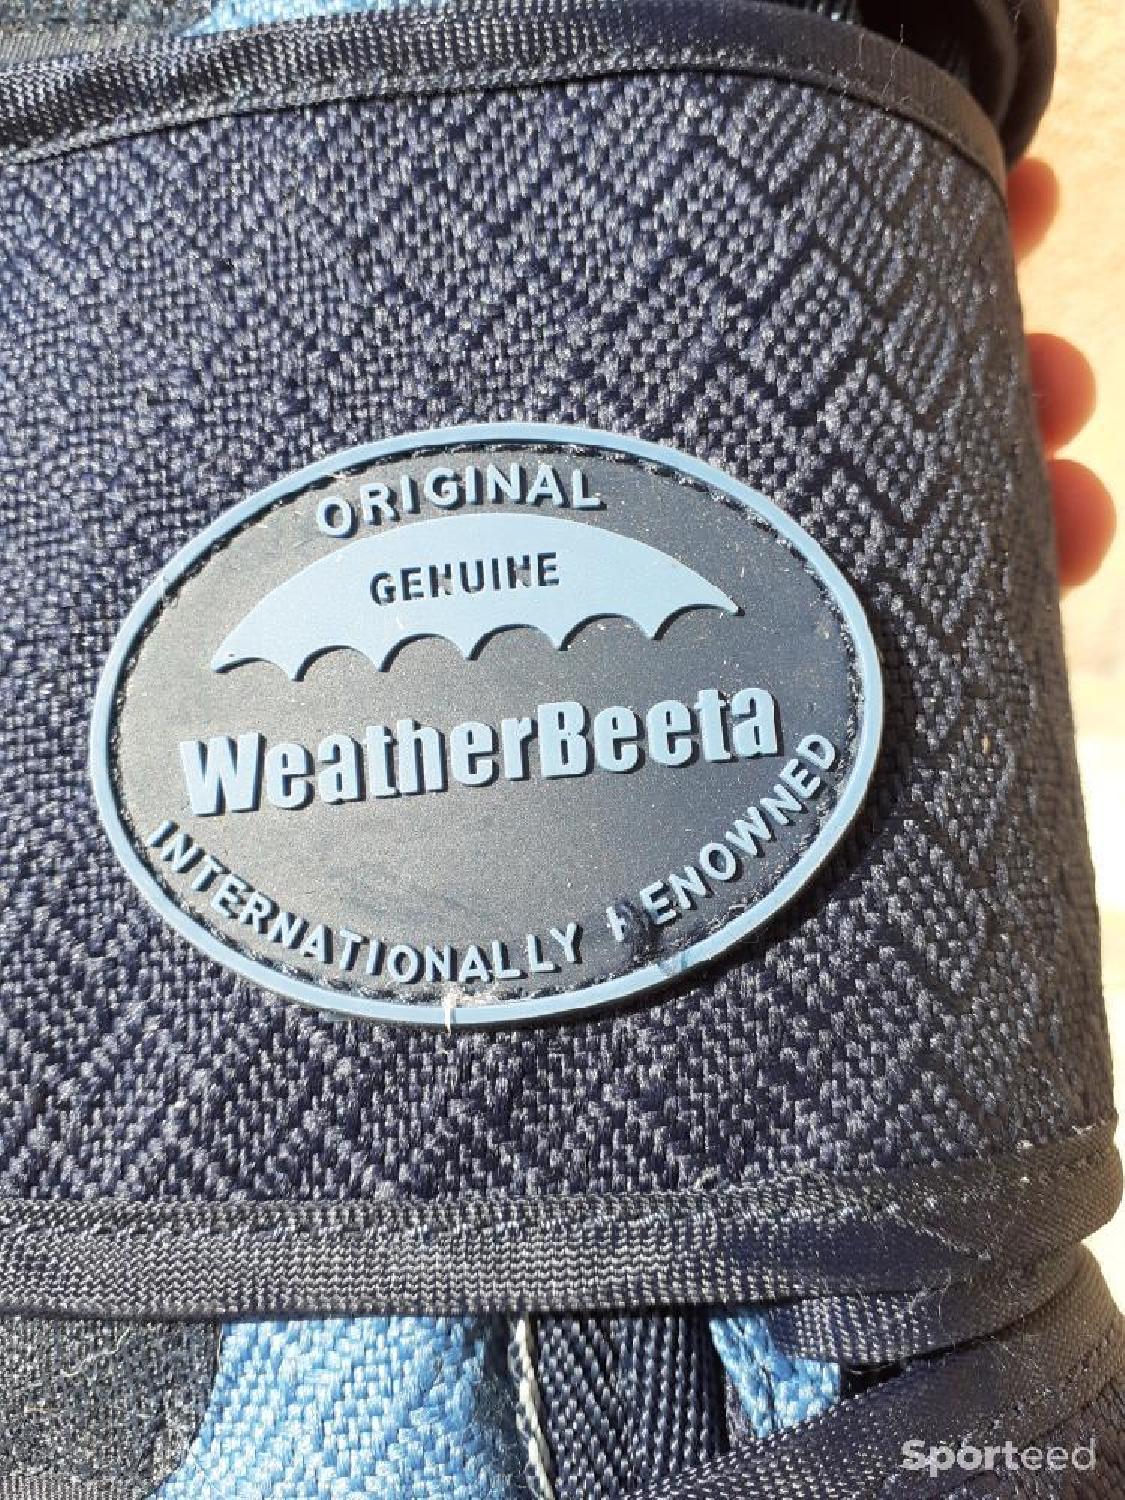 ORIGINAL
GENUINE
WeatherBeeta
INTERNATIONALLY RENOWNED
Sporteed